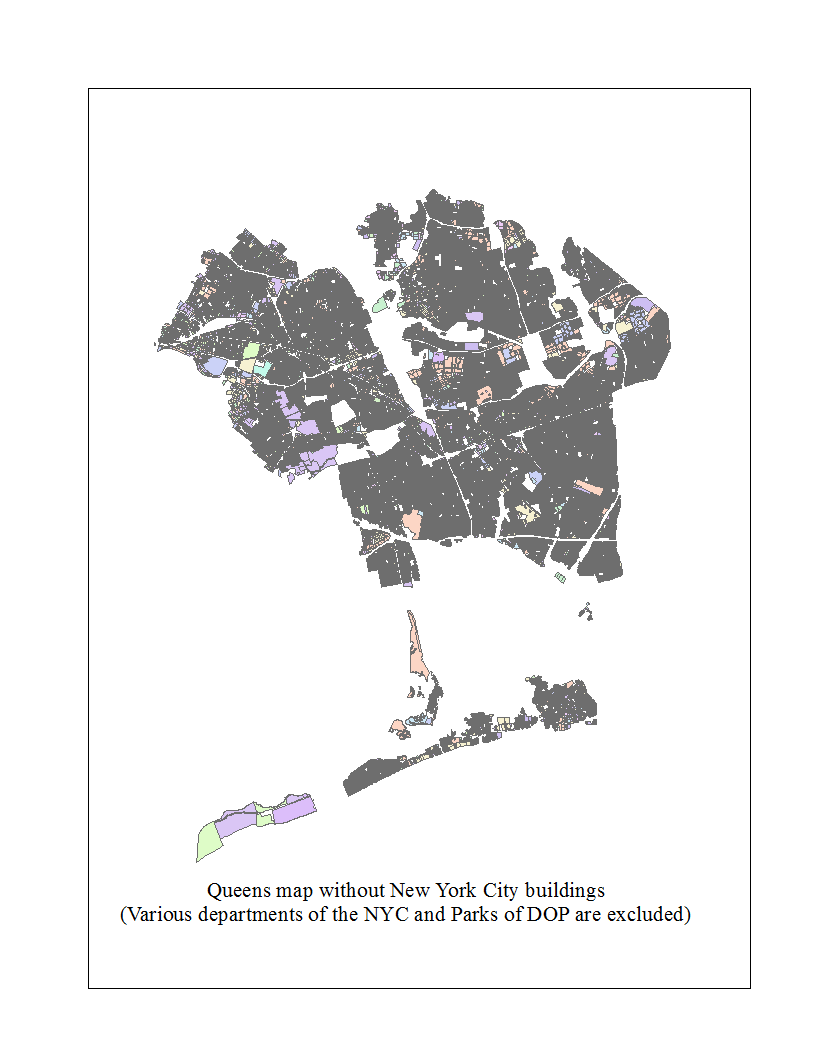 Queens map without New York City buildings
(Various departments of the NYC and Parks of DOP are excluded)